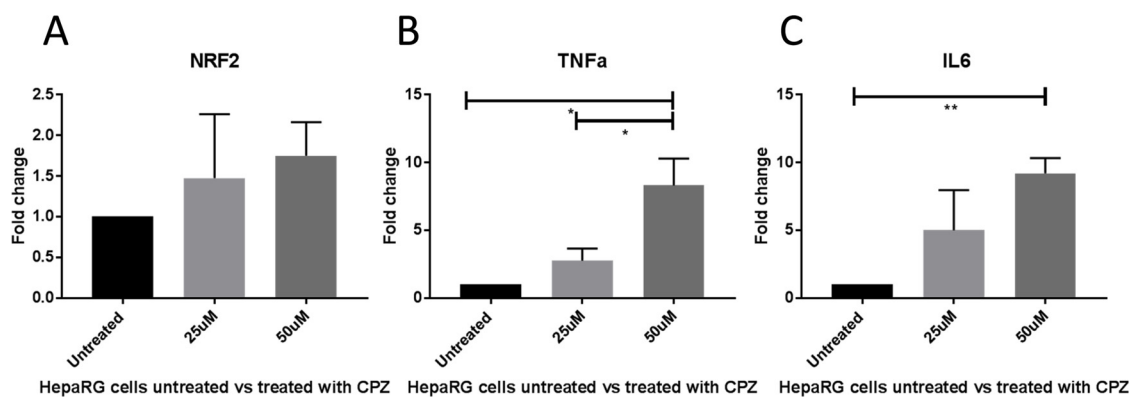 A
NRF2
Fold change
2.5
2.0
1.5
1.0
0.5
0.0
Untreated
25uM
50uM
HepaRG cells untreated vs treated with CPZ
B
TNFa
Fold change
15
10
5
0
*
*
Untreated
25uM
50uM
HepaRG cells untreated vs treated with CPZ
C
IL6
Fold change
15
10
5
0
**
Untreated
25uM
50uM
HepaRG cells untreated vs treated with CPZ